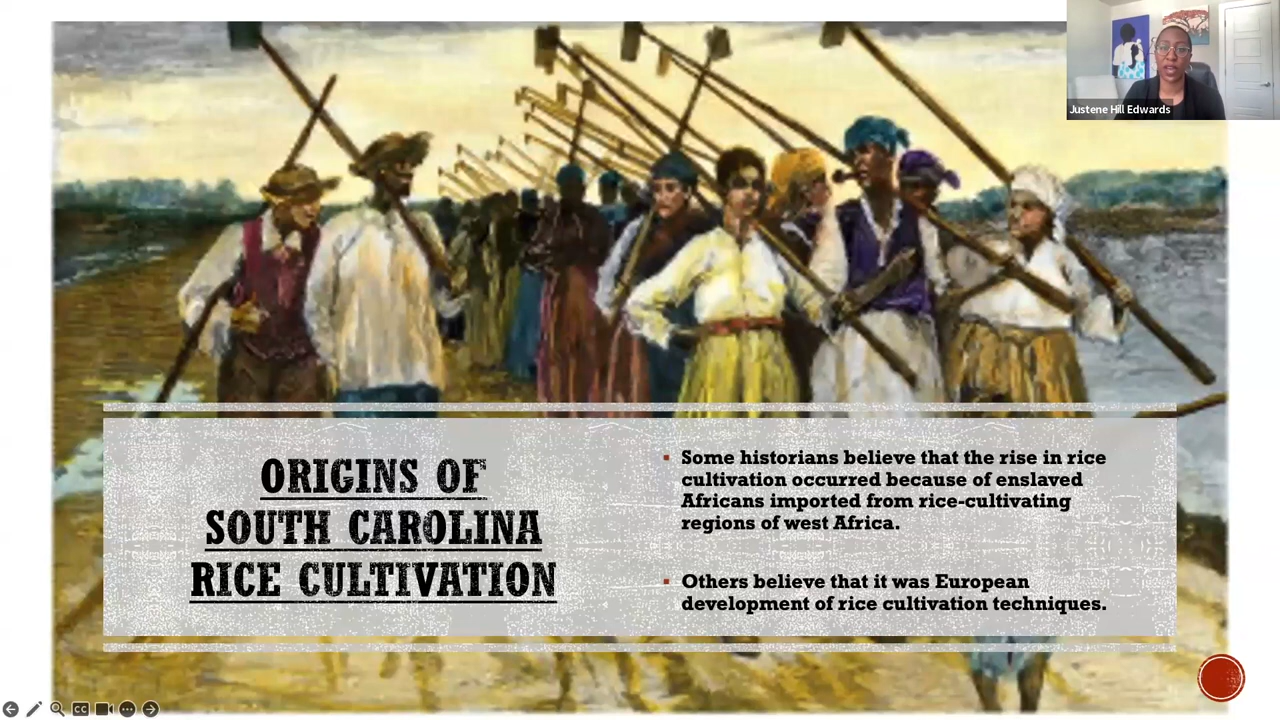 Justene Hill Edwards
ORIGINS OF
SOUTH CAROLINA
RICE CULTIVATION
Some historians believe that the rise in rice
cultivation occurred because of enslaved
Africans imported from rice-cultivating
regions of west Africa.
Others believe that it was European
development of rice cultivation techniques.
CC